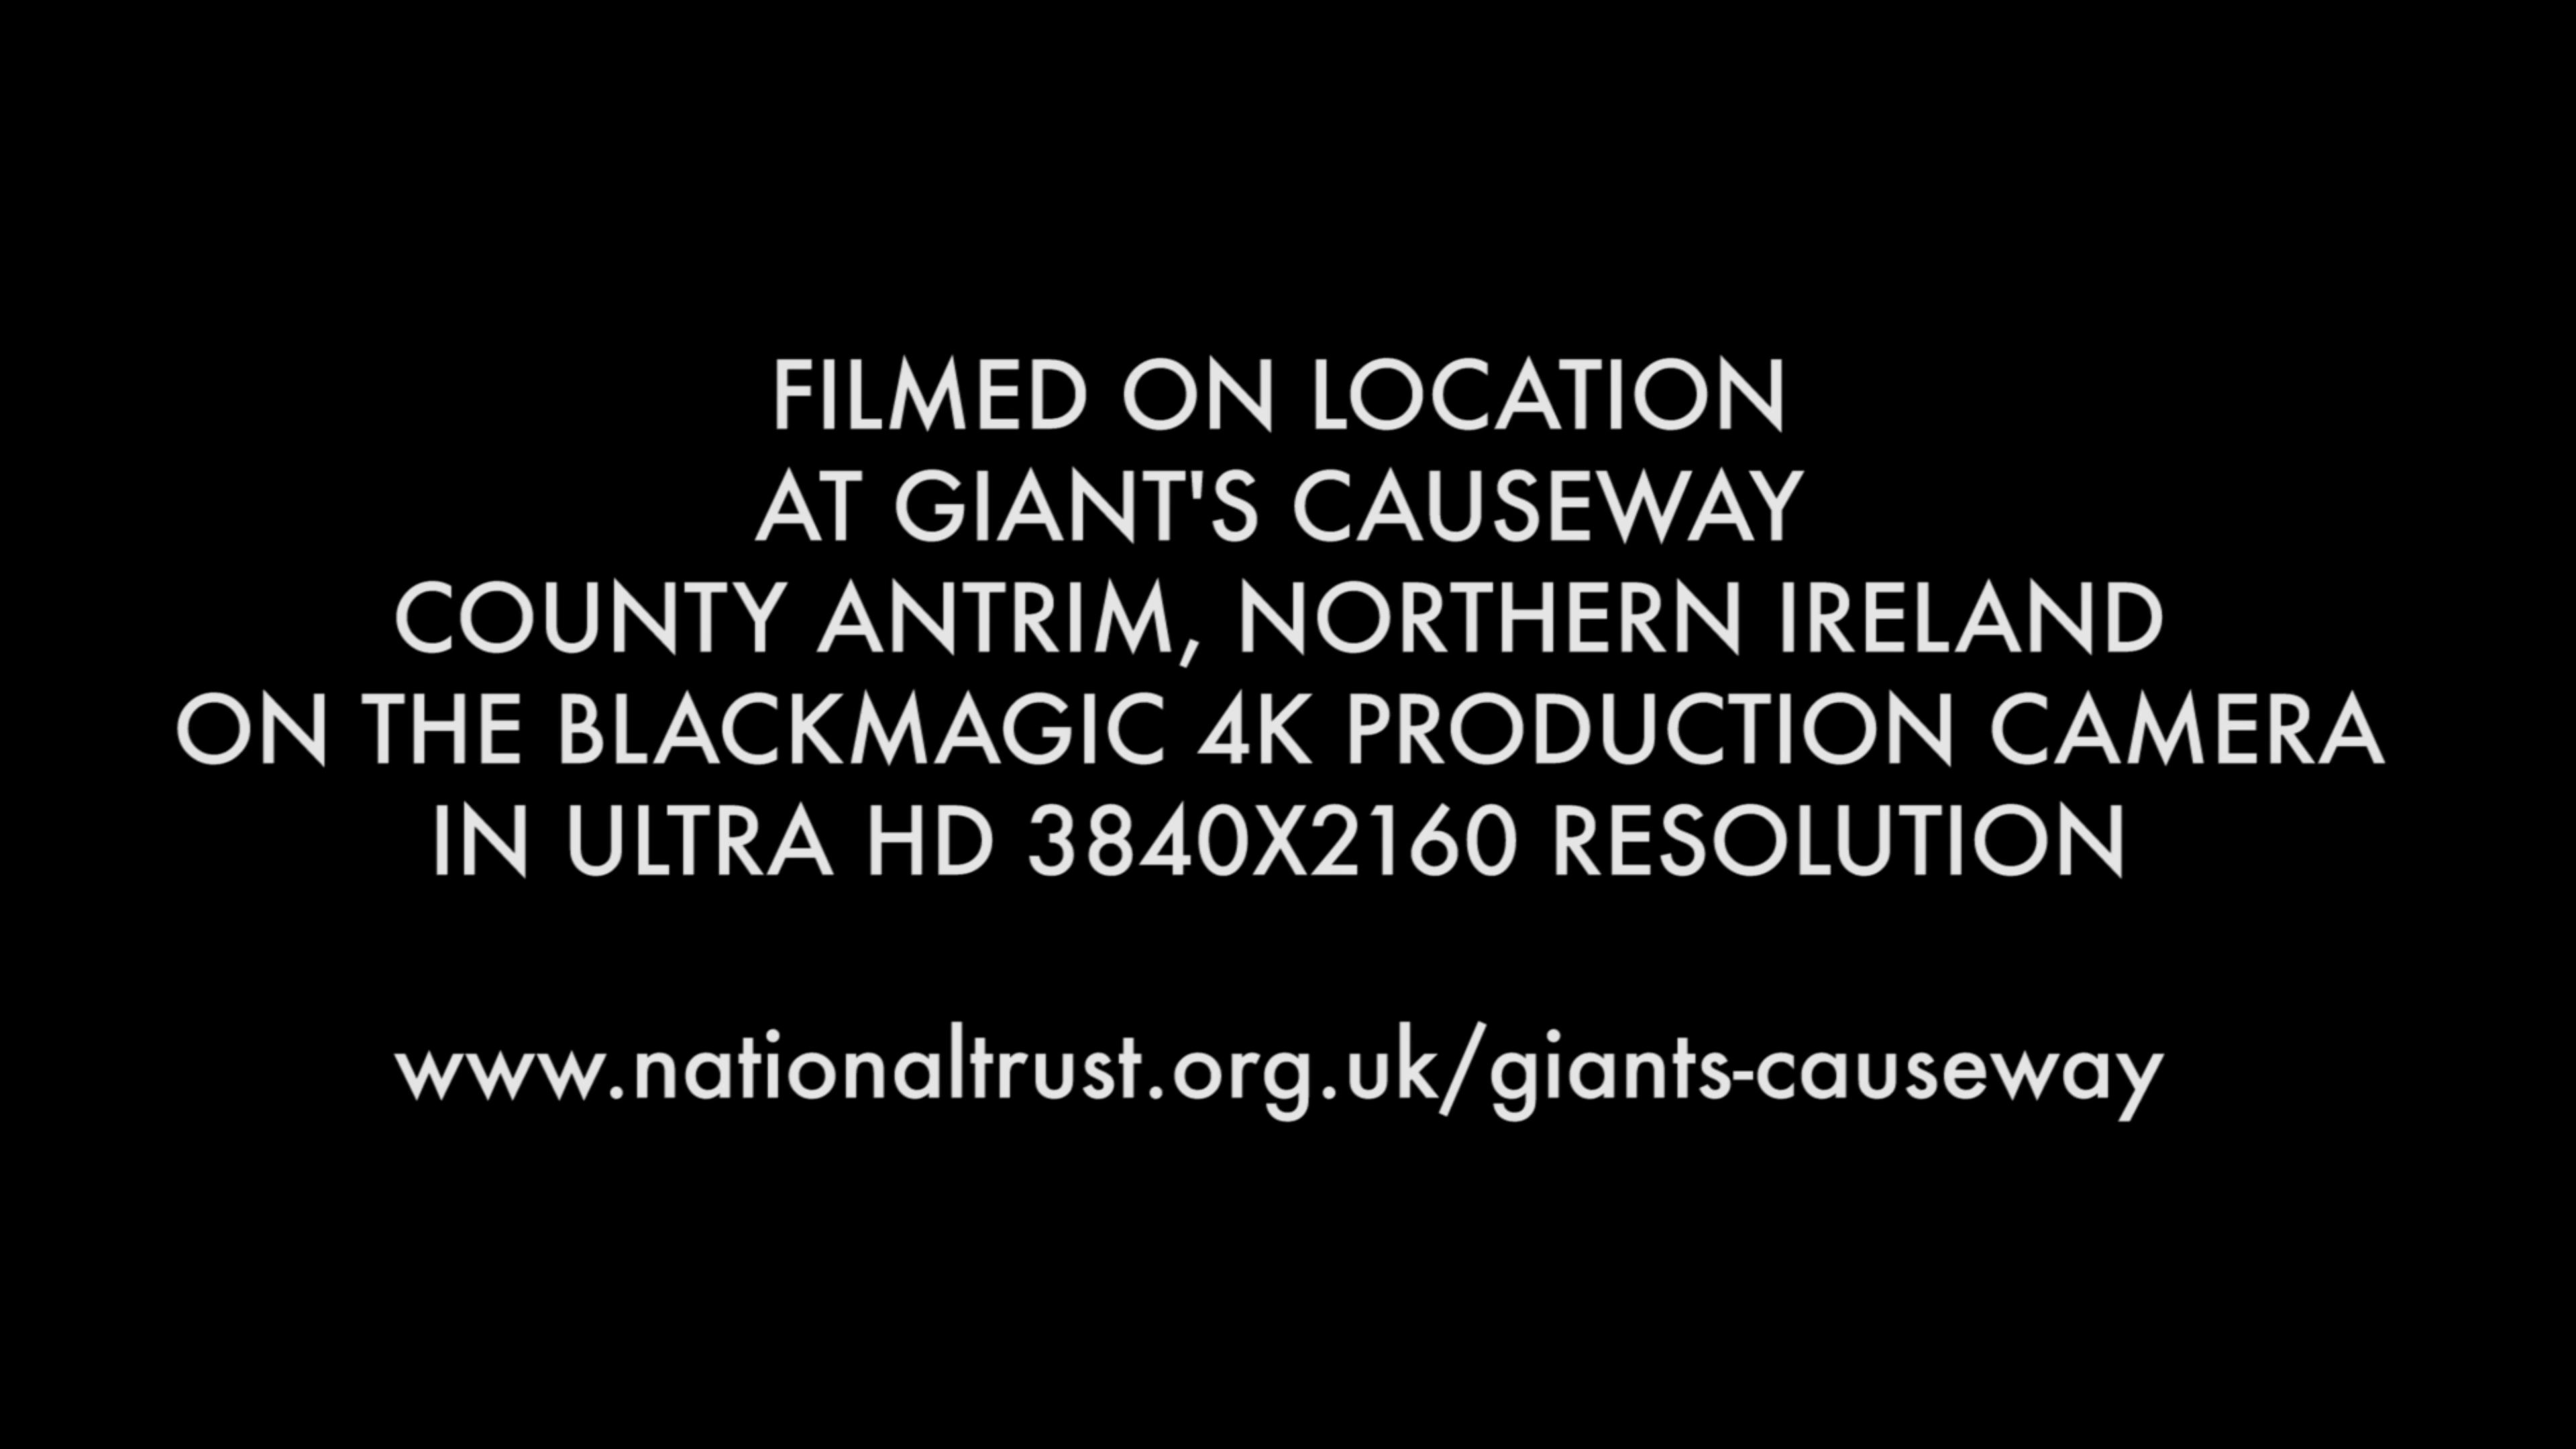 FILMED ON LOCATION
AT GIANT'S CAUSEWAY
COUNTY ANTRIM, NORTHERN IRELAND
ON THE BLACKMAGIC 4K PRODUCTION CAMERA
IN ULTRA HD 3840X2160 RESOLUTION
www.nationaltrust.org.uk/giants-causeway